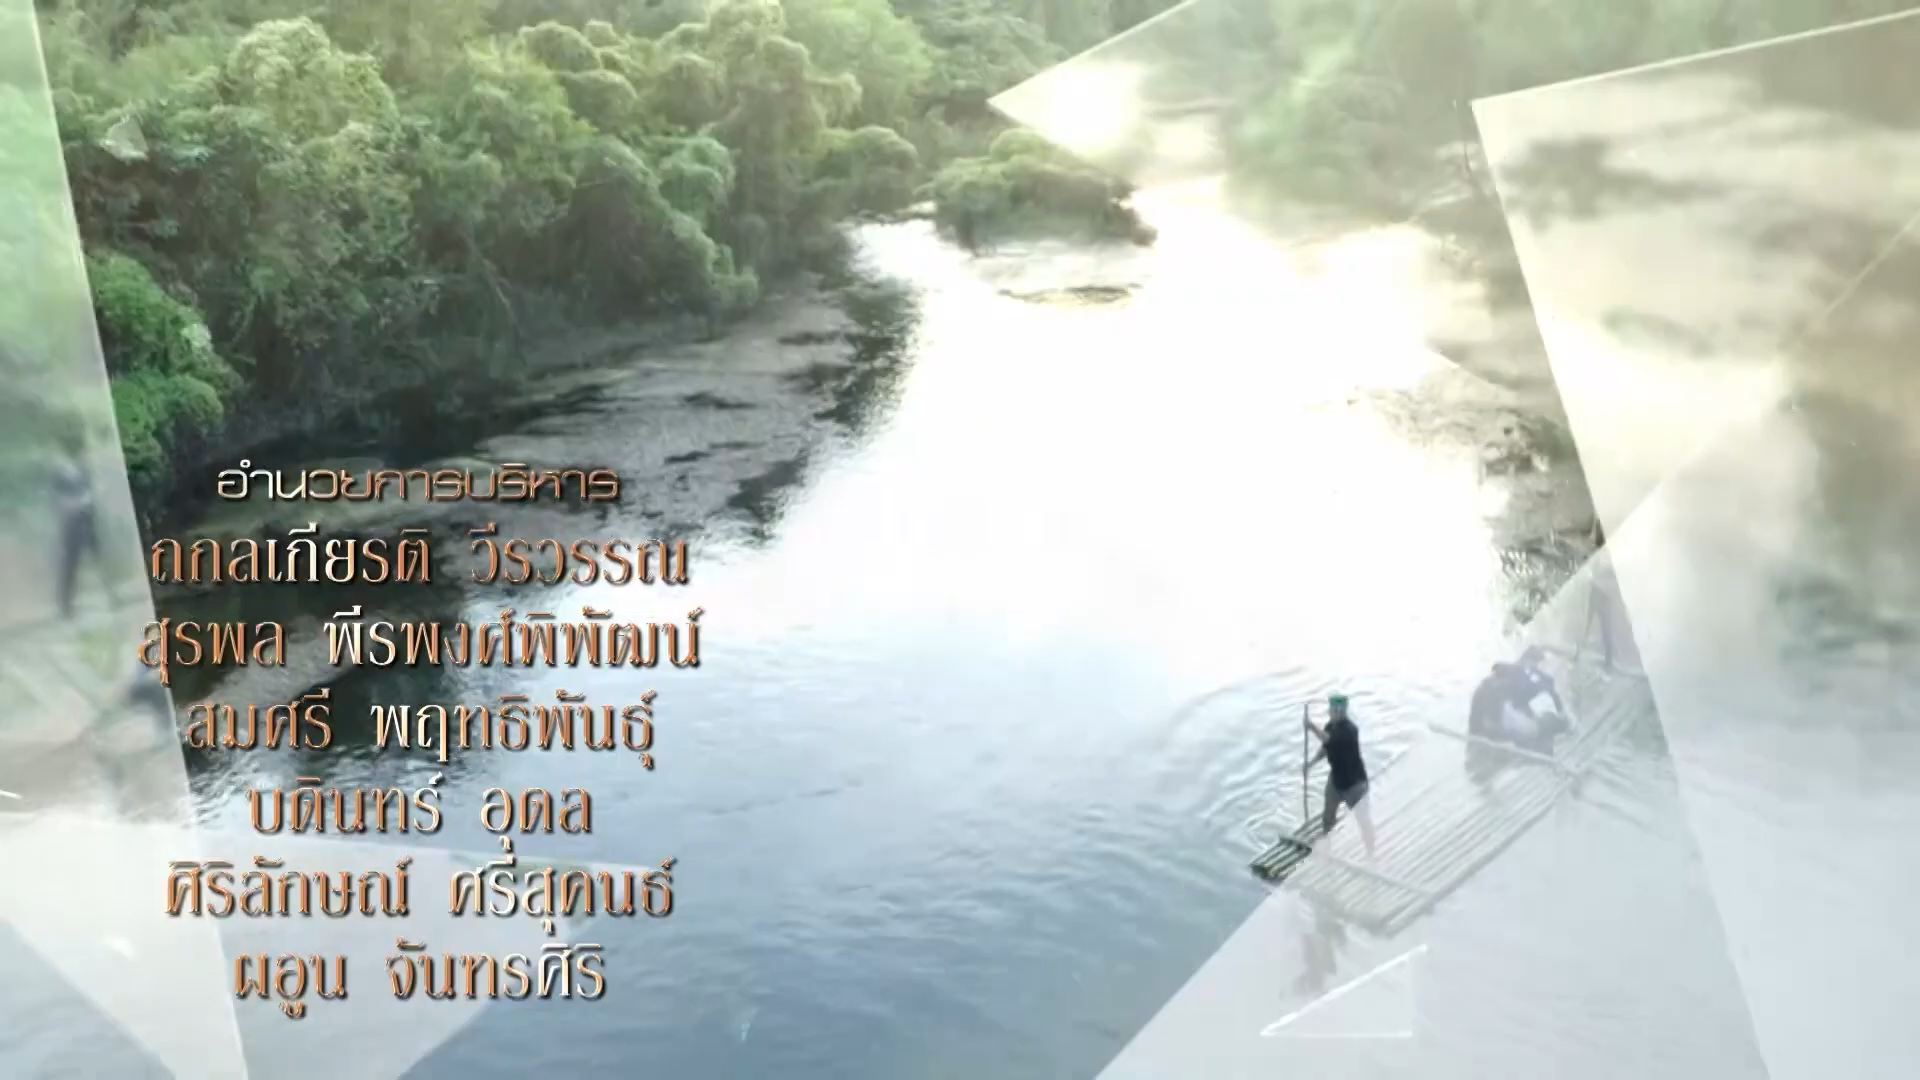 อำนวยการบริหาร
ถกลเกียรติ วีรวรรณ
สุรพล พีรพงศ์พิพัฒน์
สมศรี พฤทธิพันธุ์
บดินทร์ อุดล
ศิริลักษณ์ ศรีสุคนธ์
ผอูน จันทรศิริ